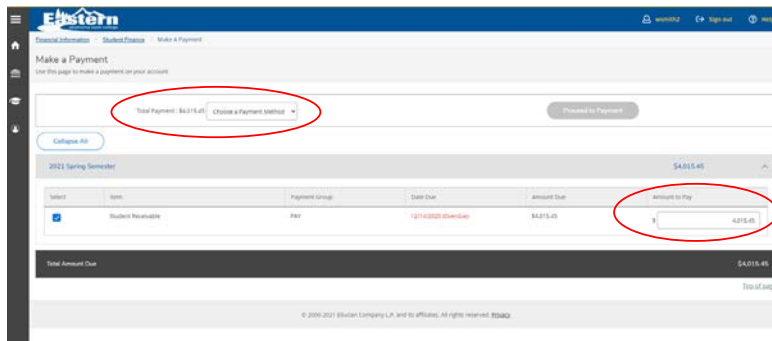 Eastern
wsmith2 Sign out Help
Financial Information Student Finance Make a Payment
Make a Payment
Use this page to make a payment on your account
Total Payment : $4,015.45 Choose a Payment Method Proceed to Payment
Collapse All
2021 Spring Semester $4,015.45
Select Item Payment Group Date Due Amount Due Amount to Pay
Student Receivable PAY 12/14/2020 (Overdue) $4,015.45 $ 4,015.45
Total Amount Due $4,015.45
Top of page
© 2000-2021 Ellucian Company L.P. and its affiliates. All rights reserved. Privacy